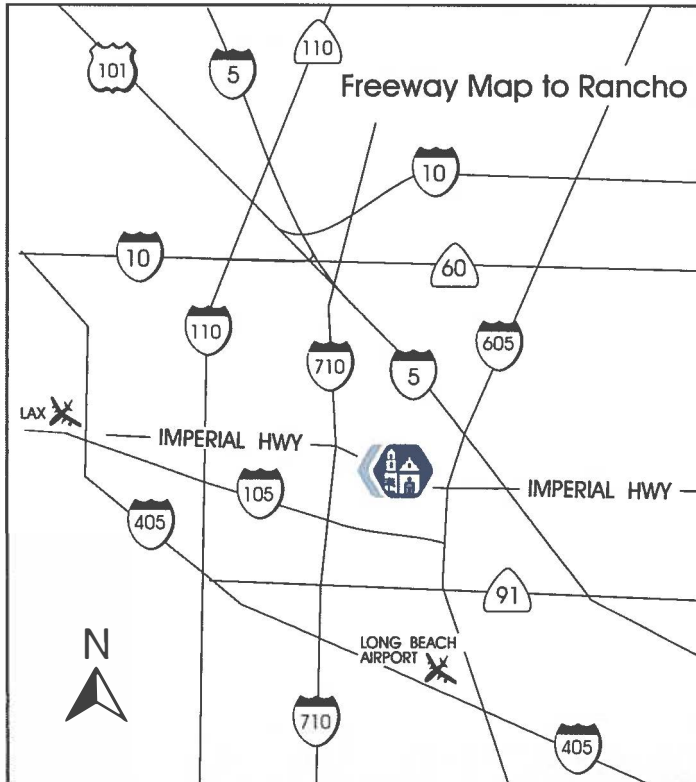 101
5
110
Freeway Map to Rancho
10
10
60
110
710
5
605
LAX
IMPERIAL HWY
105
IMPERIAL HWY
405
91
N
LONG BEACH
AIRPORT
710
405